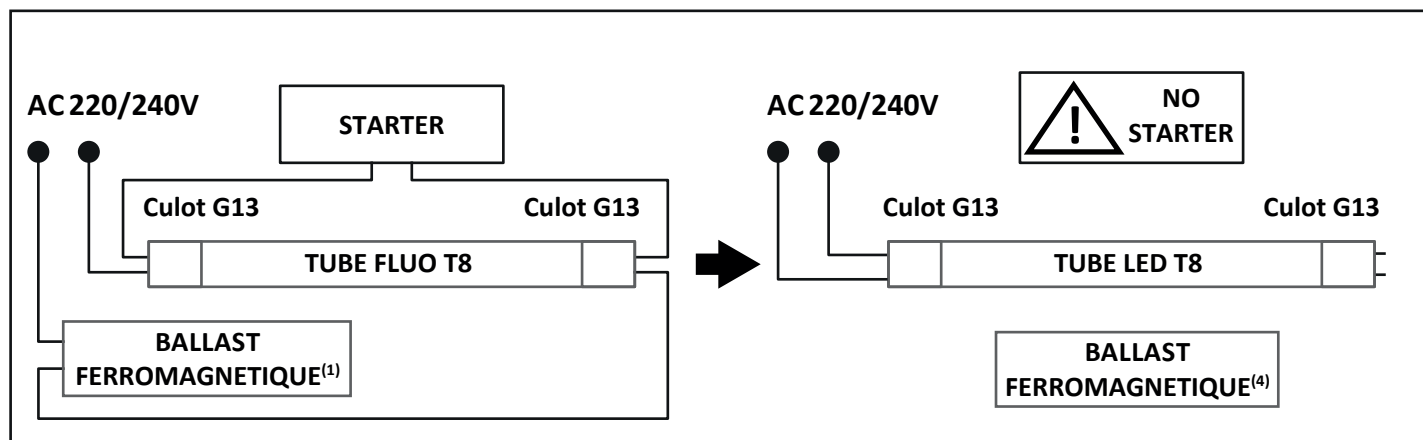 AC 220/240V
STARTER
Culot G13
Culot G13
TUBE FLUO T8
BALLAST
FERROMAGNETIQUE(1)
AC 220/240V
NO
STARTER
Culot G13
Culot G13
TUBE LED T8
BALLAST
FERROMAGNETIQUE(4)